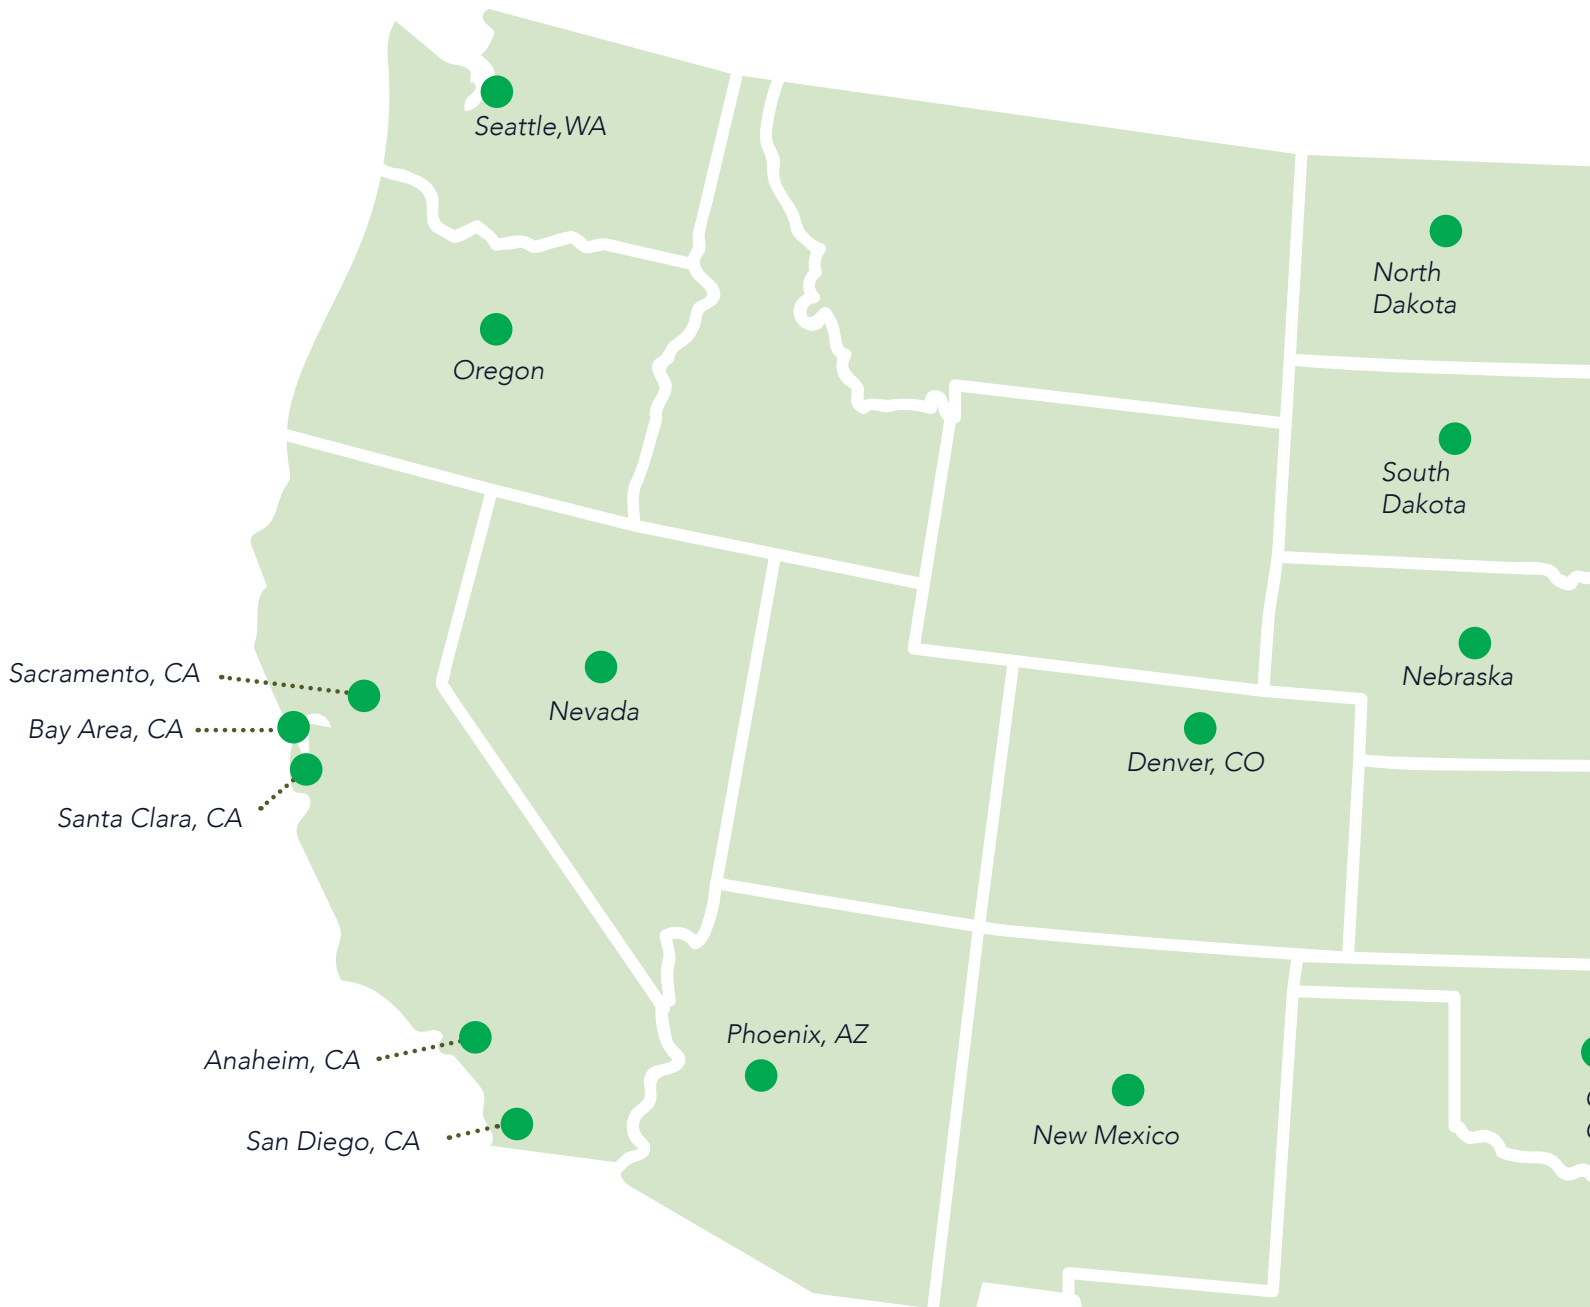 Seattle,WA
North
Dakota
Oregon
South
Dakota
Sacramento, CA
Nebraska
Nevada
Bay Area, CA
Denver, CO
Santa Clara, CA
Phoenix, AZ
Anaheim, CA
New Mexico
San Diego, CA